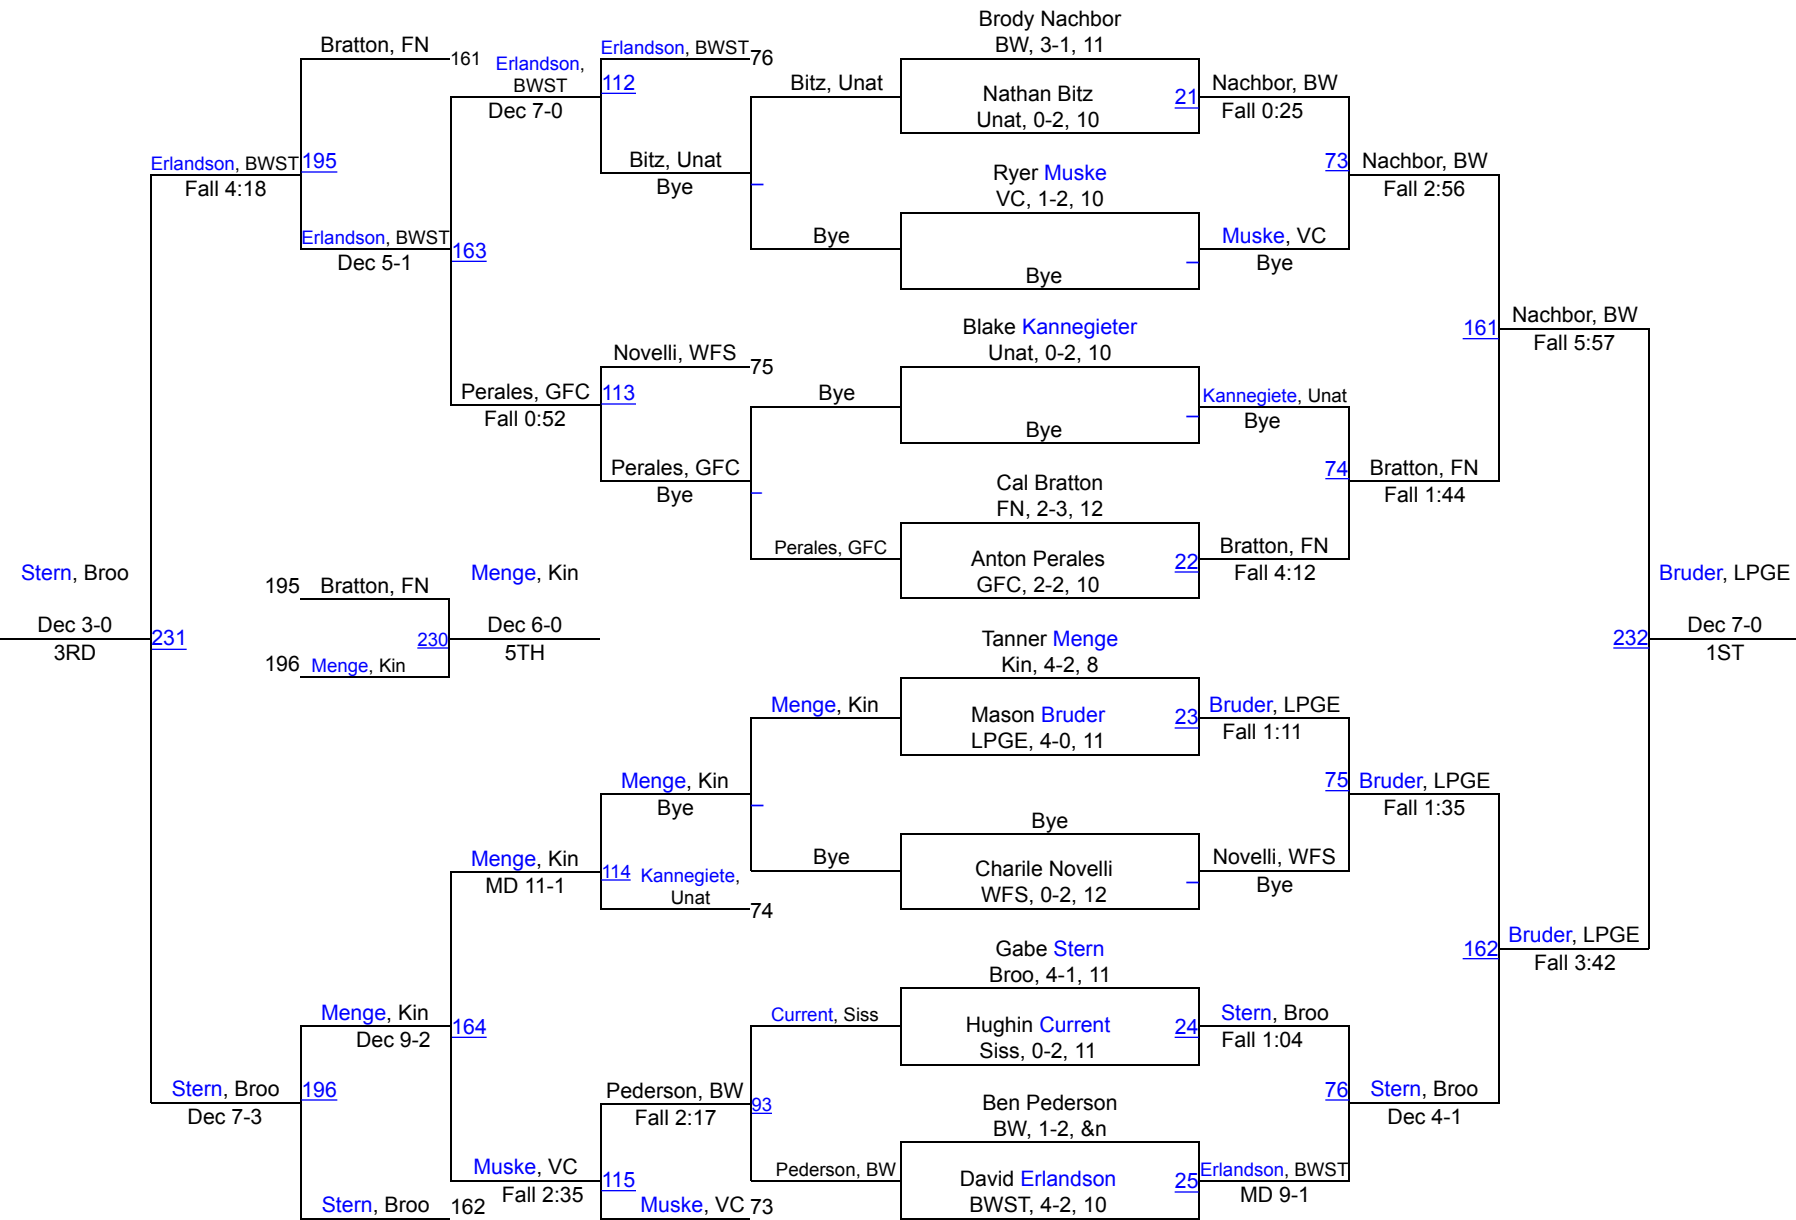 Brody Nachbor
BW, 3-1, 11
Bratton, FN
161
Erlandson,
BWST
Dec 7-0
Erlandson, BWST
76
112
Bitz, Unat
Nathan Bitz
Unat, 0-2, 10
21
Nachbor, BW
Fall 0:25
Erlandson, BWST
Fall 4:18
195
Bitz, Unat
Bye
Ryer Muske
VC, 1-2, 10
73
Nachbor, BW
Fall 2:56
Erlandson, BWST
Dec 5-1
163
Bye
Bye
Muske, VC
Bye
Blake Kannegieter
Unat, 0-2, 10
161
Nachbor, BW
Fall 5:57
Novelli, WFS
75
Perales, GFC
Fall 0:52
113
Bye
Bye
Kannegiete, Unat
Bye
Perales, GFC
Bye
Cal Bratton
FN, 2-3, 12
74
Bratton, FN
Fall 1:44
Perales, GFC
Anton Perales
GFC, 2-2, 10
22
Bratton, FN
Fall 4:12
Stern, Broo
Dec 3-0
3RD
231
195
Bratton, FN
196
Menge, Kin
230
Menge, Kin
Dec 6-0
5TH
Bruder, LPGE
232
Dec 7-0
1ST
Tanner Menge
Kin, 4-2, 8
Menge, Kin
Mason Bruder
LPGE, 4-0, 11
23
Bruder, LPGE
Fall 1:11
Menge, Kin
Bye
75
Bruder, LPGE
Fall 1:35
Bye
Menge, Kin
MD 11-1
114
Kannegiete,
Unat
74
Bye
Charile Novelli
WFS, 0-2, 12
Novelli, WFS
Bye
Gabe Stern
Broo, 4-1, 11
162
Bruder, LPGE
Fall 3:42
Menge, Kin
Dec 9-2
164
Current, Siss
Hughin Current
Siss, 0-2, 11
24
Stern, Broo
Fall 1:04
Stern, Broo
Dec 7-3
196
Pederson, BW
Fall 2:17
93
Ben Pederson
BW, 1-2, &n
76
Stern, Broo
Dec 4-1
Muske, VC
Fall 2:35
115
Pederson, BW
David Erlandson
BWST, 4-2, 10
25
Erlandson, BWST
MD 9-1
Stern, Broo
162
Muske, VC
73